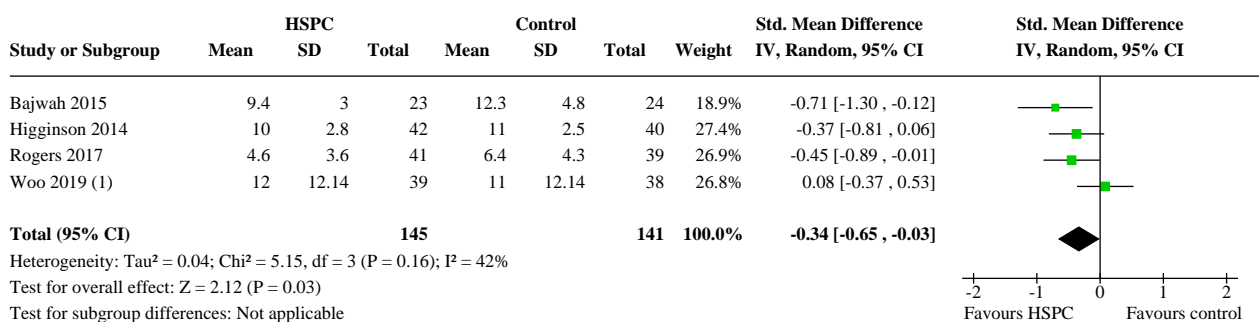 HSPC Control Std. Mean Difference Std. Mean Difference
Study or Subgroup Mean SD Total Mean SD Total Weight IV, Random, 95% CI IV, Random, 95% CI
Bajwah 2015 9.4 3 23 12.3 4.8 24 18.9% -0.71 [-1.30 , -0.12]
Higginson 2014 10 2.8 42 11 2.5 40 27.4% -0.37 [-0.81 , 0.06]
Rogers 2017 4.6 3.6 41 6.4 4.3 39 26.9% -0.45 [-0.89 , -0.01]
Woo 2019 (1) 12 12.14 39 11 12.14 38 26.8% 0.08 [-0.37 , 0.53]
Total (95% CI) 145 141 100.0% -0.34 [-0.65 , -0.03]
Heterogeneity: Tau² = 0.04; Chi² = 5.15, df = 3 (P = 0.16); I² = 42%
Test for overall effect: Z = 2.12 (P = 0.03)
-2 -1 0 1 2
Test for subgroup differences: Not applicable
Favours HSPC Favours control